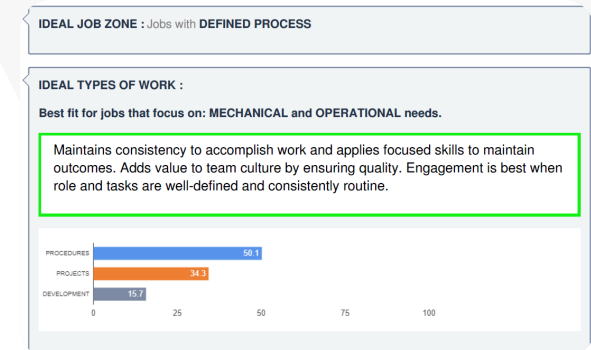 IDEAL JOB ZONE : Jobs with DEFINED PROCESS
IDEAL TYPES OF WORK :
Best fit for jobs that focus on: MECHANICAL and OPERATIONAL needs.
Maintains consistency to accomplish work and applies focused skills to maintain
outcomes. Adds value to team culture by ensuring quality. Engagement is best when
role and tasks are well-defined and consistently routine.
PROCEDURES 50.1
PROJECTS 34.3
DEVELOPMENT 15.7
0 25 50 75 100